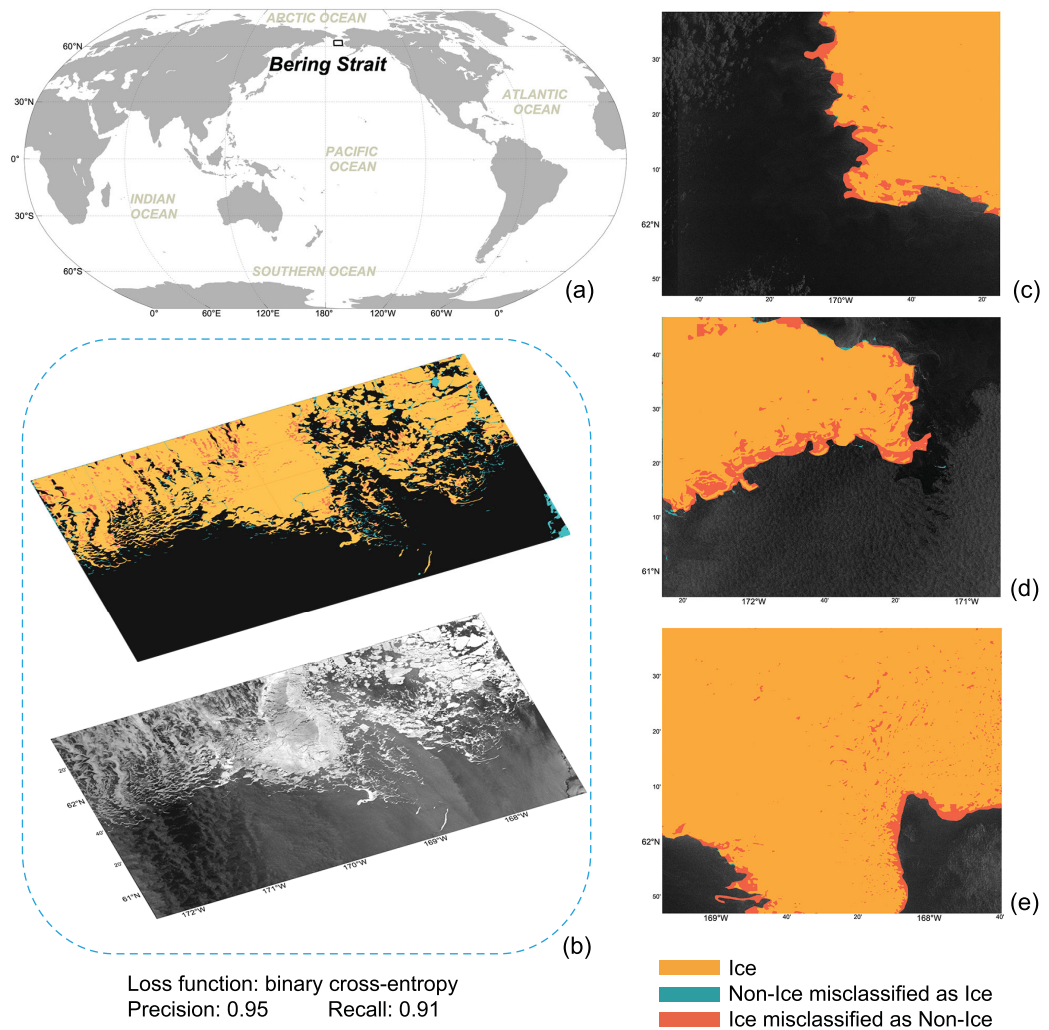 ARCTIC OCEAN
60°N
Bering Strait
ATLANTIC
OCEAN
30°N
PACIFIC
OCEAN
0°
INDIAN
OCEAN
30°S
SOUTHERN OCEAN
60°S
(a)
0° 60°E 120°E 180° 120°W 60°W 0°
20'
62°N
40'
20'
61°N
172°W
171°W
170°W
169°W
168°W
(b)
Loss function: binary cross-entropy
Precision: 0.95 Recall: 0.91
30'
20'
10'
62°N
50'
40' 20' 170°W 40' 20'
(c)
40'
30'
20'
10'
61°N
20' 172°W 40' 20' 171°W
(d)
30'
20'
10'
62°N
50'
169°W 40' 20' 168°W 40'
(e)
Ice
Non-Ice misclassified as Ice
Ice misclassified as Non-Ice